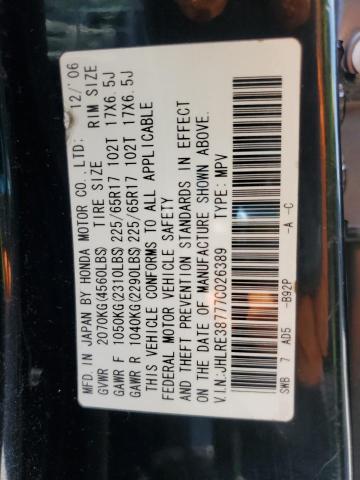 MFD. IN JAPAN BY HONDA MOTOR CO.,LTD: 12/'06
GVWR 2070KG(4560LBS) TIRE SIZE RIM SIZE
GAWR F 1050KG(2310LBS)225/65R17 102T 17X6.5J
GAWR R 1040KG(2290LBS)225/65R17 102T 17X6.5J
THIS VEHICLE CONFORMS TO ALL APPLICABLE
FEDERAL MOTOR VEHICLE SAFETY
AND THEFT PREVENTION STANDARDS IN EFFECT
ON THE DATE OF MANUFACTURE SHOWN ABOVE.
V.I.N:JHLRE38777C026389 TYPE:MPV
SWB 7 AD5 -B92P -A -C